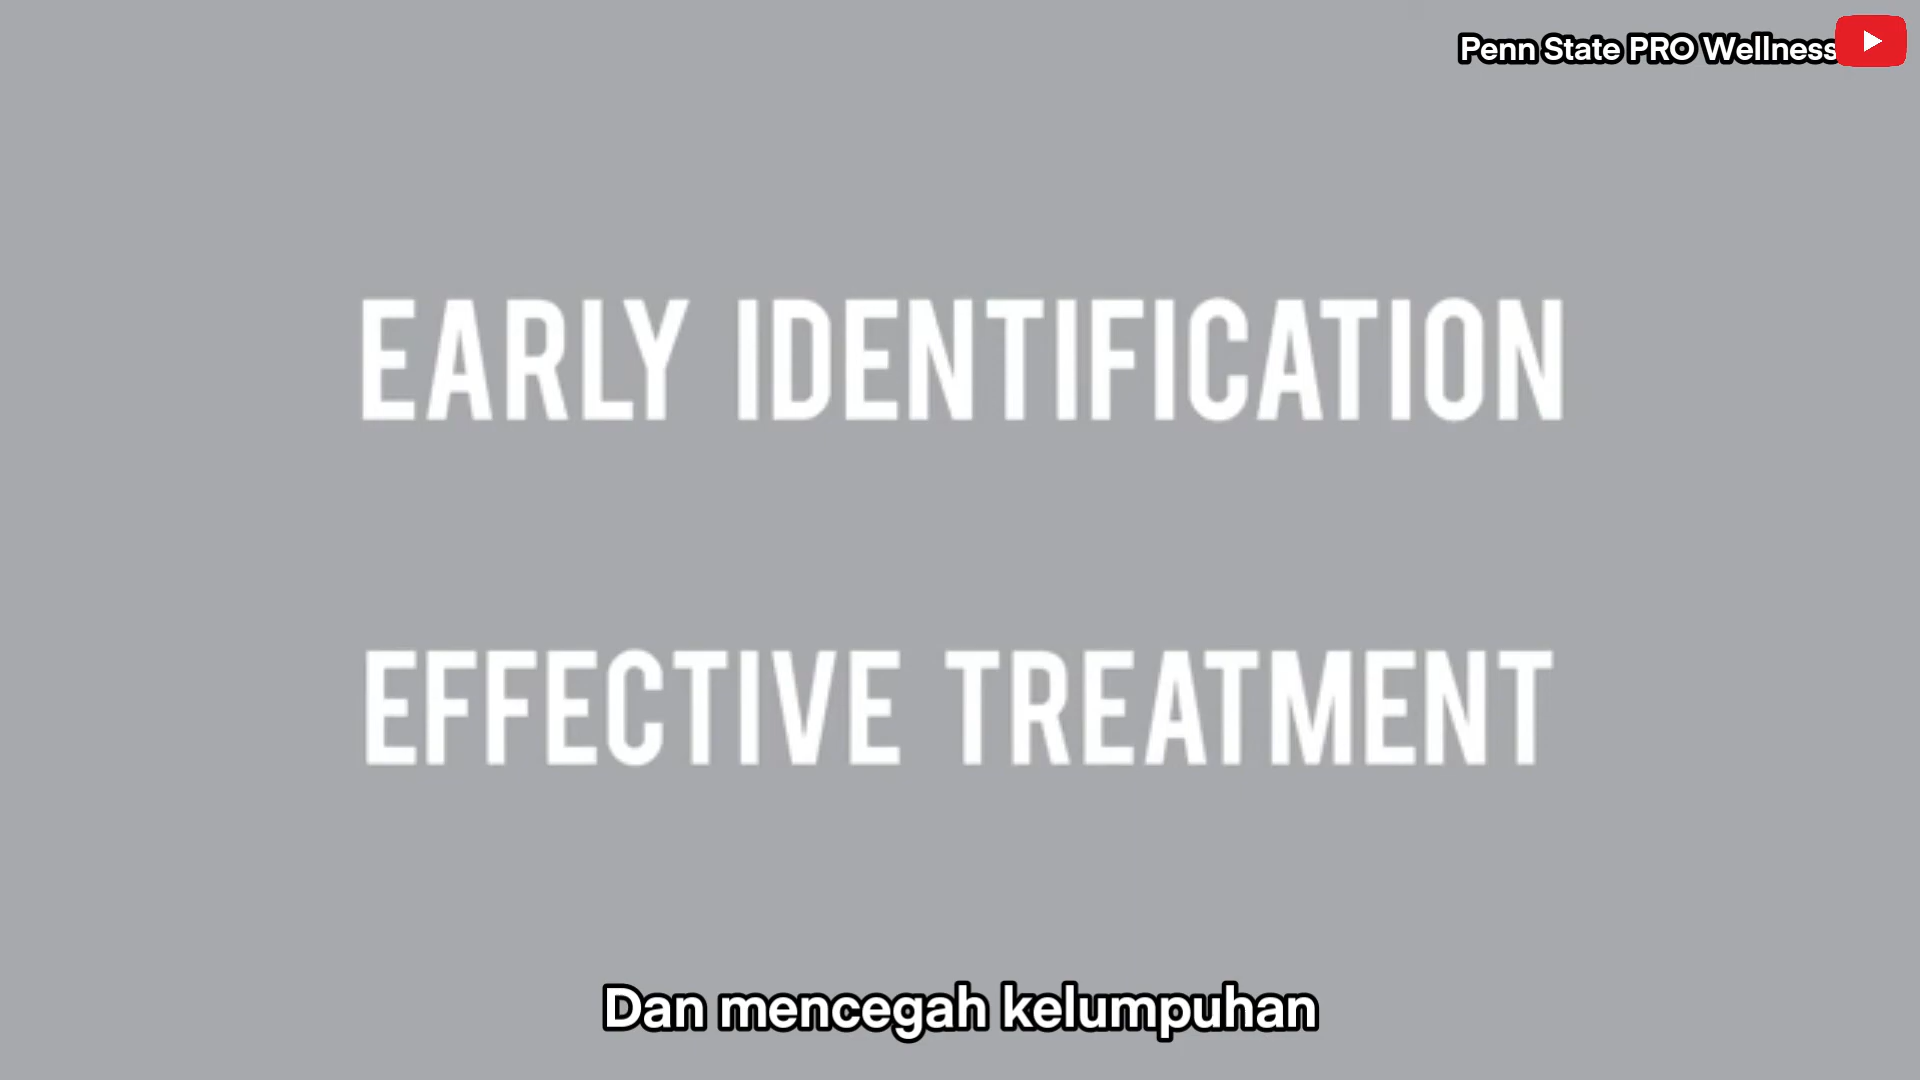 Penn State PRO Wellness
EARLY IDENTIFICATION
EFFECTIVE TREATMENT
Dan mencegah kelumpuhan